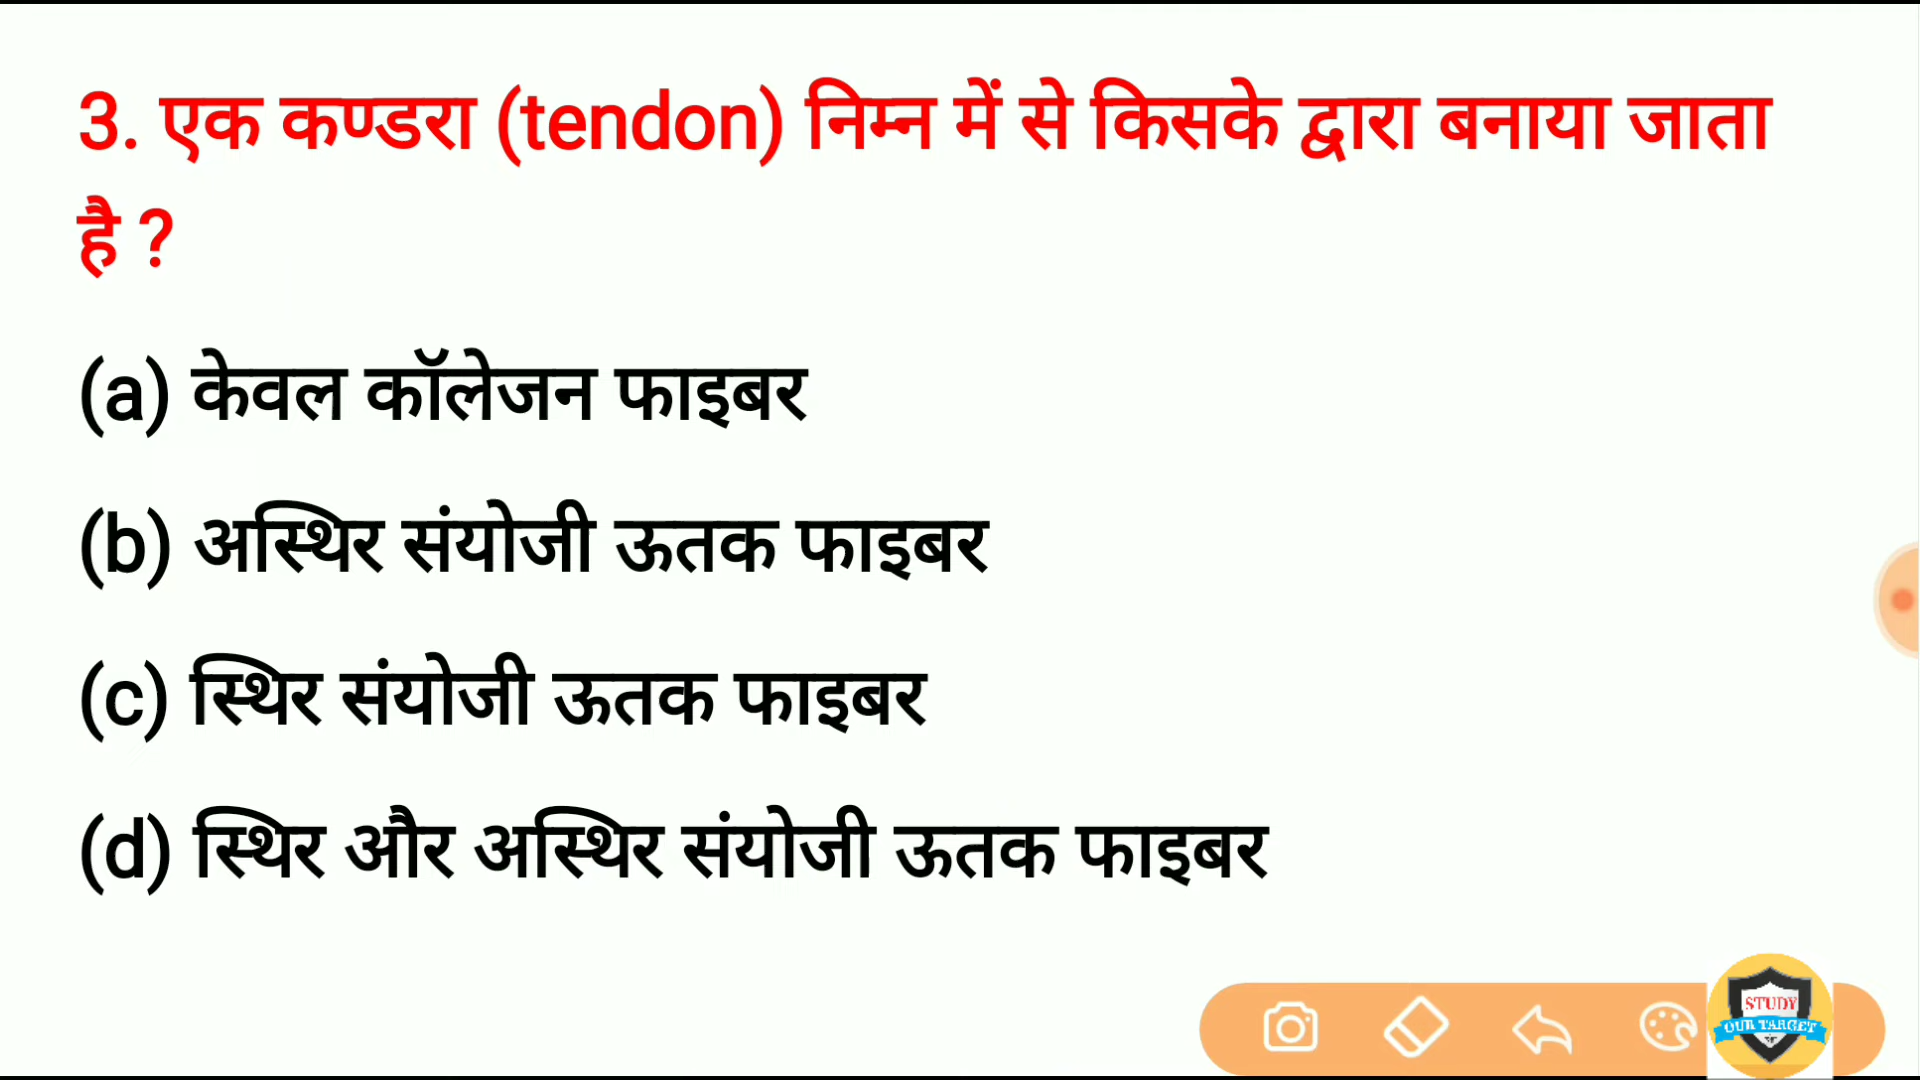 3. एक कण्डरा (tendon) निम्न में से किसके द्वारा बनाया जाता
है ?
(a) केवल कॉलेजन फाइबर
(b) अस्थिर संयोजी ऊतक फाइबर
(c) स्थिर संयोजी ऊतक फाइबर
(d) स्थिर और अस्थिर संयोजी ऊतक फाइबर
STUDY
OUR TARGET